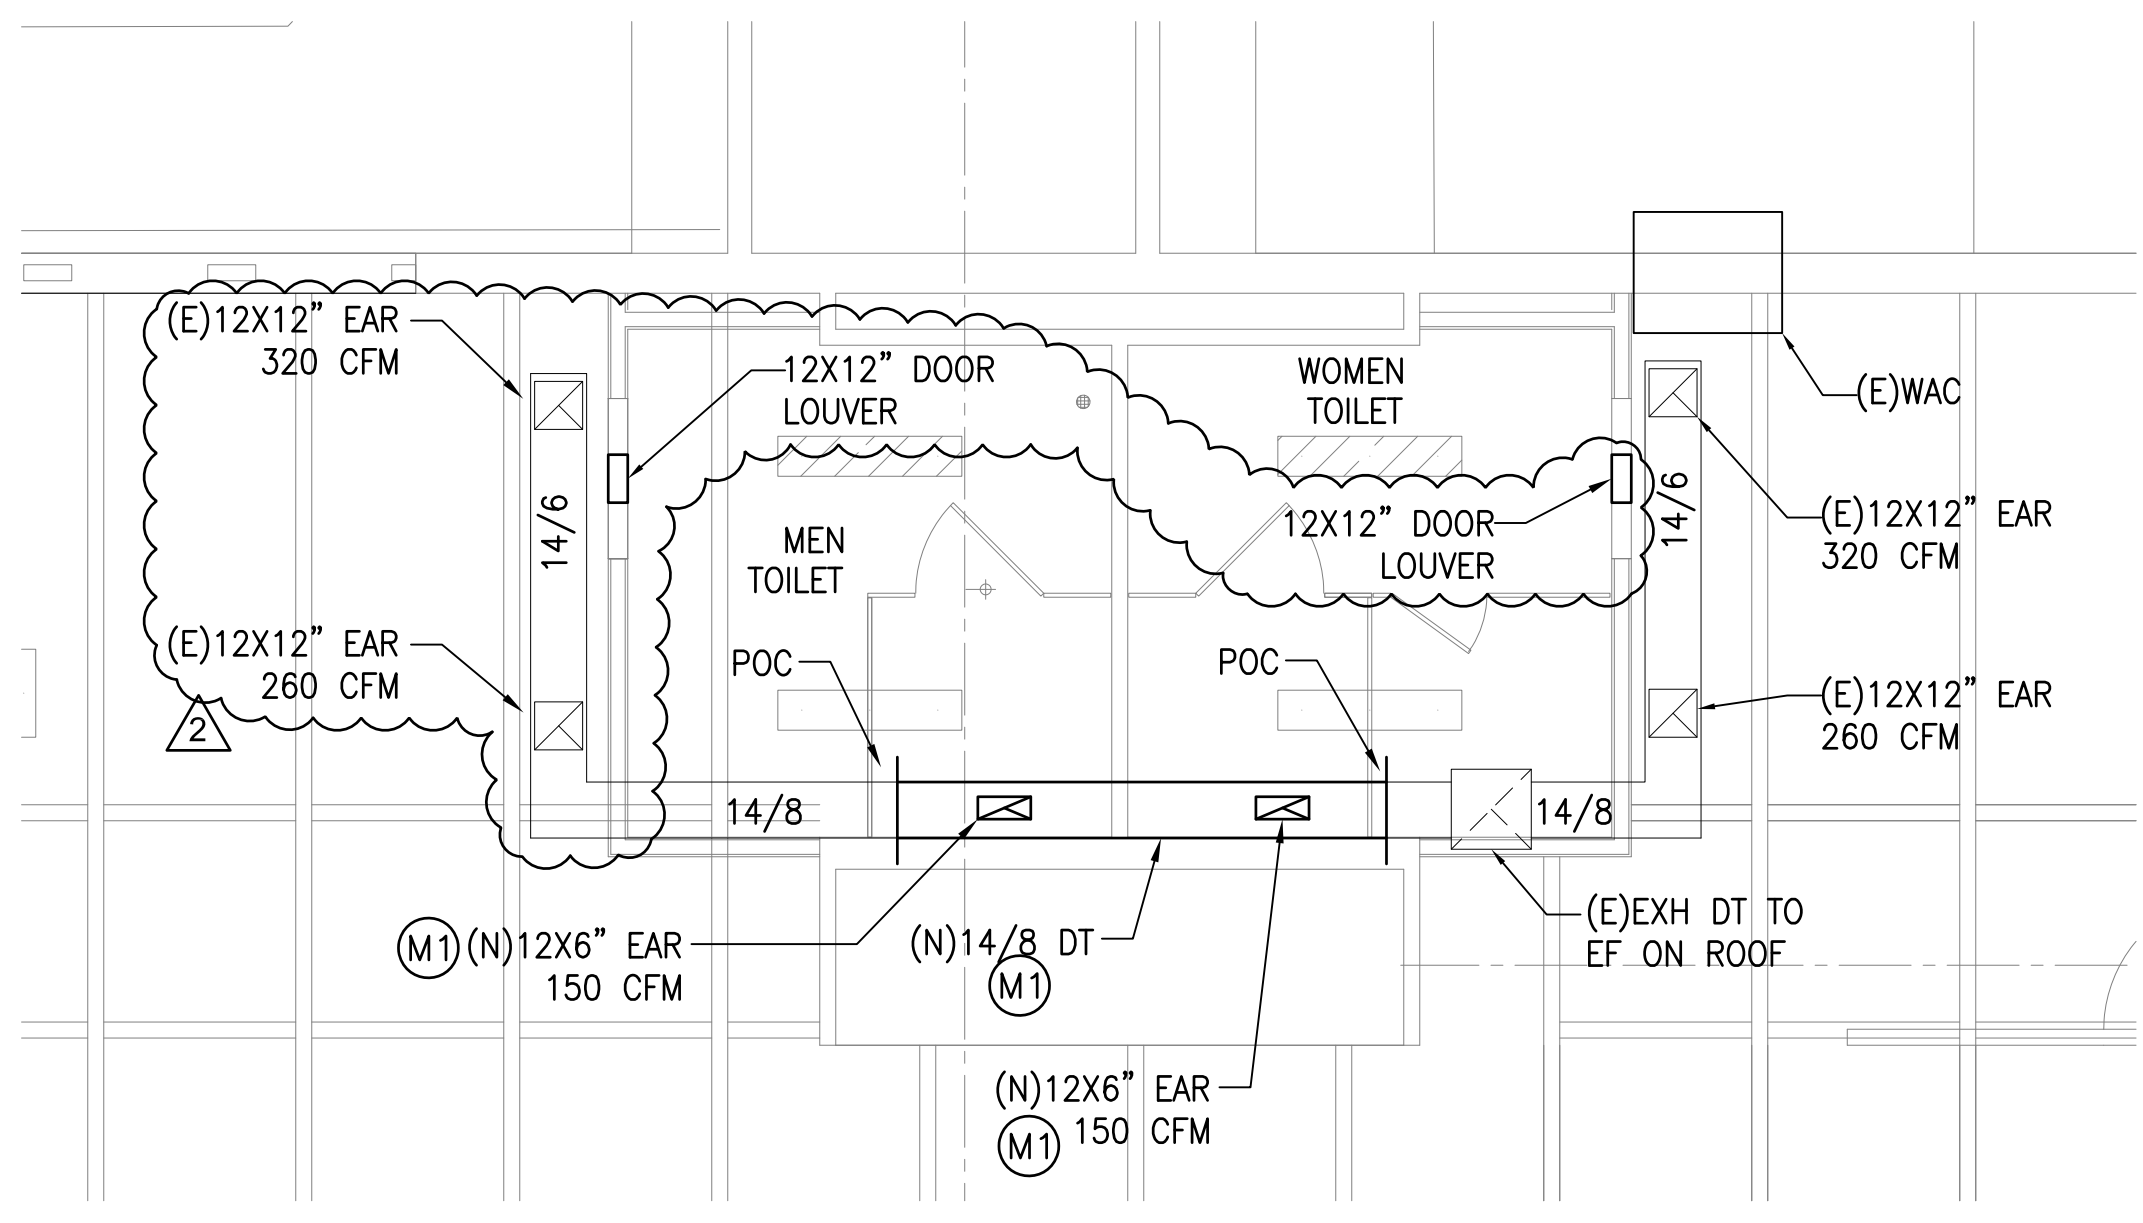 (E)12X12” EAR
320 CFM
12X12” DOOR
LOUVER
WOMEN
TOILET
(E)WAC
14/6
14/6
12X12” DOOR
LOUVER
(E)12X12” EAR
320 CFM
MEN
TOILET
(E)12X12” EAR
260 CFM
2
POC
POC
(E)12X12” EAR
260 CFM
14/8
14/8
M1
(N)12X6” EAR
150 CFM
(N)14/8 DT
M1
(E)EXH DT TO
EF ON ROOF
(N)12X6” EAR
150 CFM
M1